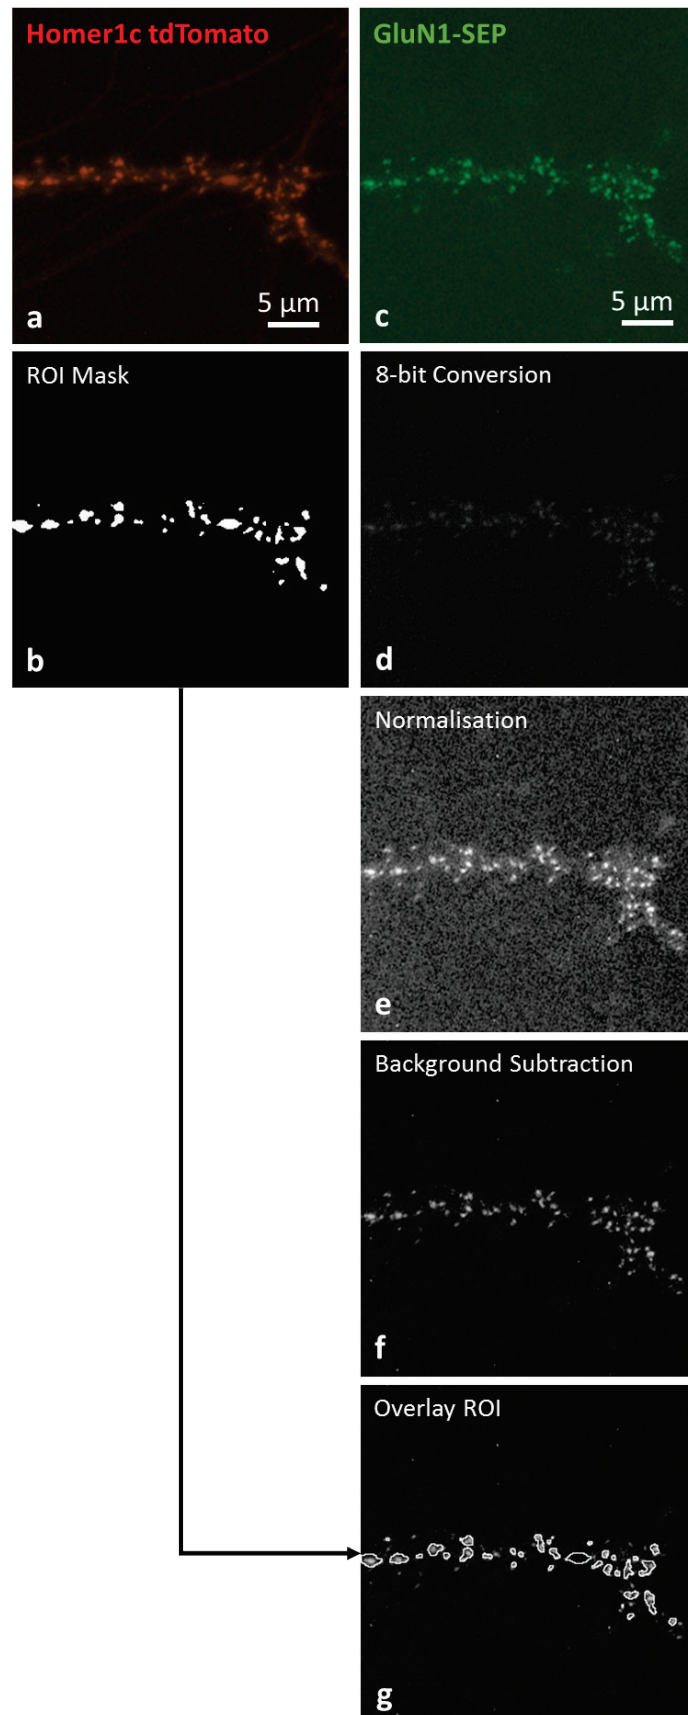 Homer1c tdTomato
GluN1-SEP
5 µm
a
5 µm
c
ROI Mask
b
8-bit Conversion
d
Normalisation
e
Background Subtraction
f
Overlay ROI
g